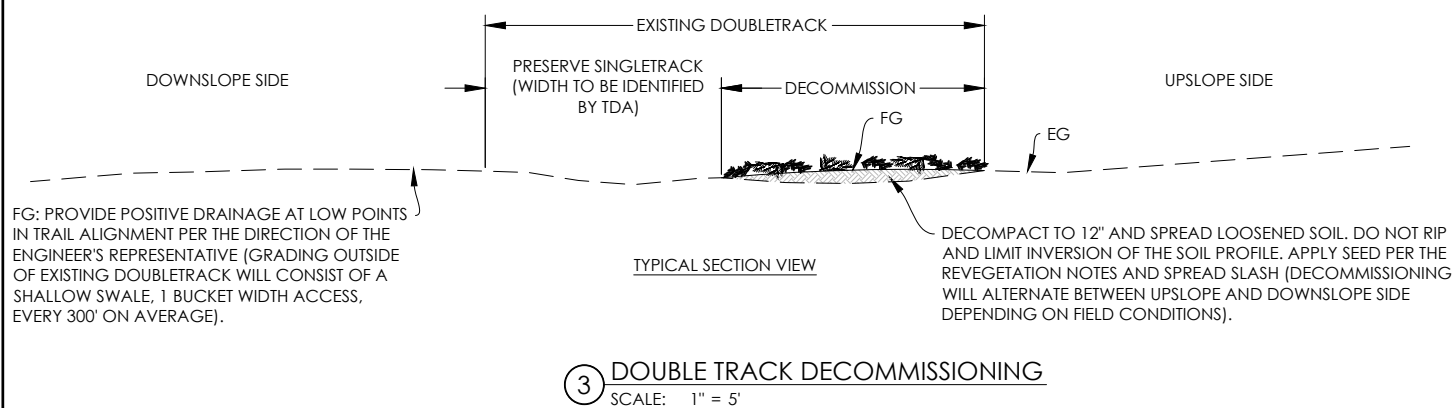 EXISTING DOUBLETRACK
DOWNSLOPE SIDE
PRESERVE SINGLETRACK
(WIDTH TO BE IDENTIFIED
BY TDA)
DECOMMISSION
UPSLOPE SIDE
FG
EG
FG: PROVIDE POSITIVE DRAINAGE AT LOW POINTS
IN TRAIL ALIGNMENT PER THE DIRECTION OF THE
ENGINEER'S REPRESENTATIVE (GRADING OUTSIDE
OF EXISTING DOUBLETRACK WILL CONSIST OF A
SHALLOW SWALE, 1 BUCKET WIDTH ACCESS,
EVERY 300' ON AVERAGE).
TYPICAL SECTION VIEW
DECOMPACT TO 12" AND SPREAD LOOSENED SOIL. DO NOT RIP
AND LIMIT INVERSION OF THE SOIL PROFILE. APPLY SEED PER THE
REVEGETATION NOTES AND SPREAD SLASH (DECOMMISSIONING
WILL ALTERNATE BETWEEN UPSLOPE AND DOWNSLOPE SIDE
DEPENDING ON FIELD CONDITIONS).
3 DOUBLE TRACK DECOMMISSIONING
SCALE: 1" = 5'